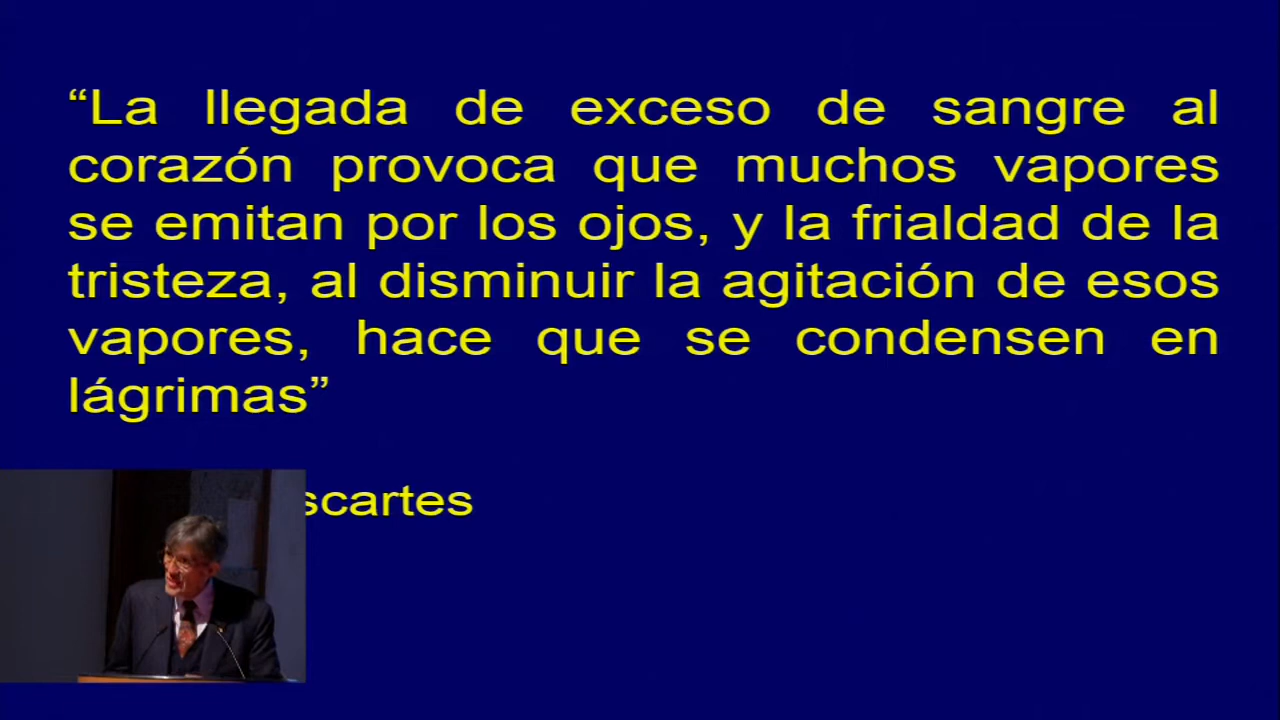 “La llegada de exceso de sangre al
corazón provoca que muchos vapores
se emitan por los ojos, y la frialdad de la
tristeza, al disminuir la agitación de esos
vapores, hace que se condensen en
lágrimas”
scartes